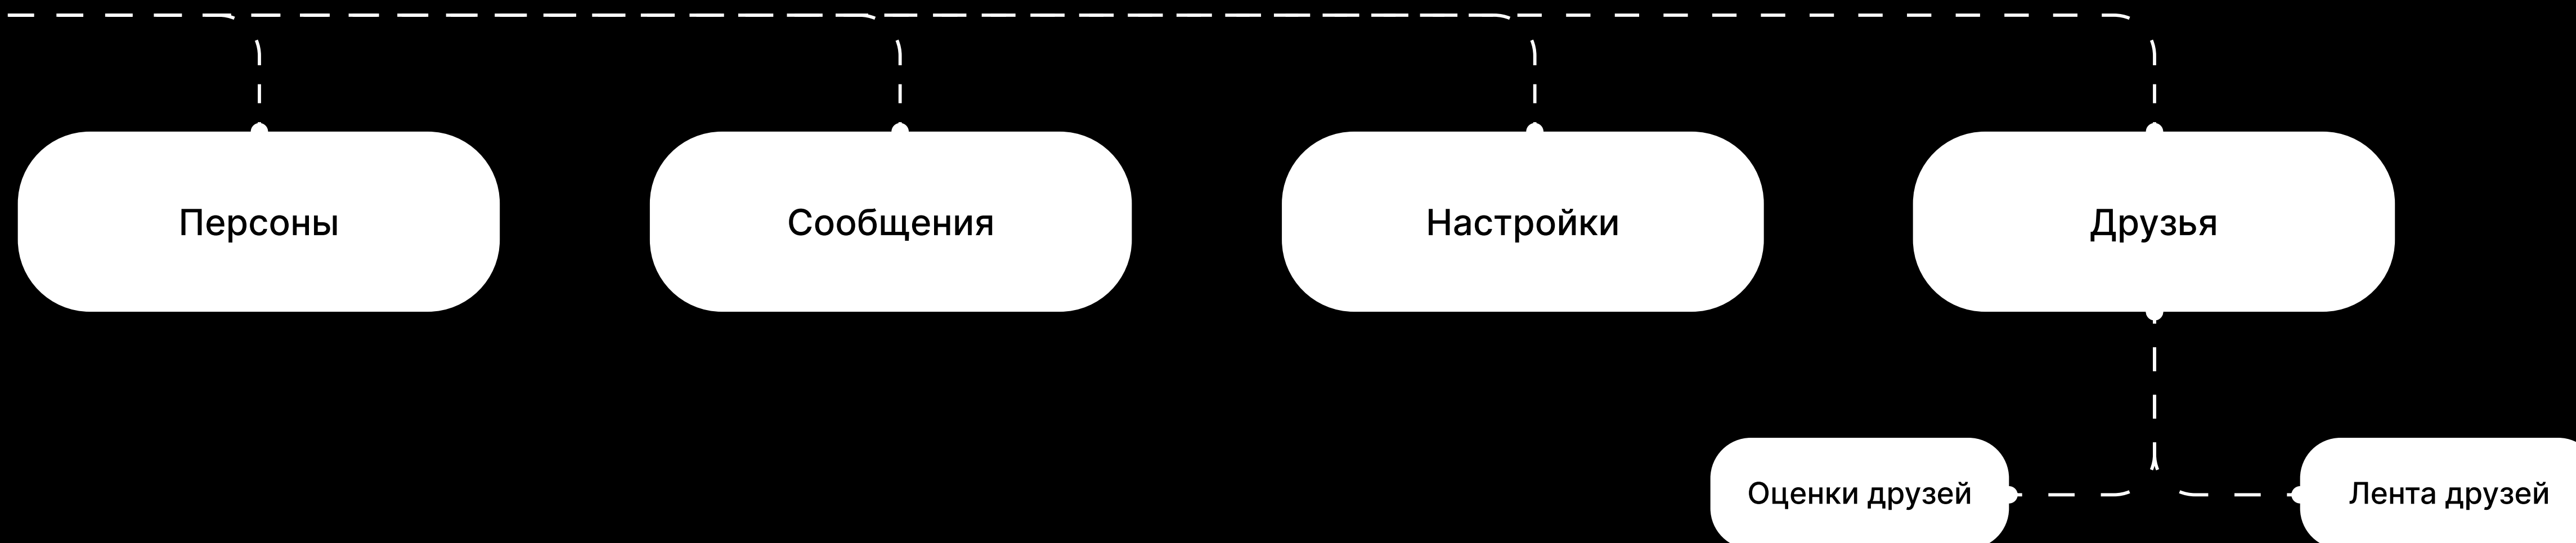 Персоны
Сообщения
Настройки
Друзья
Оценки друзей
Лента друзей